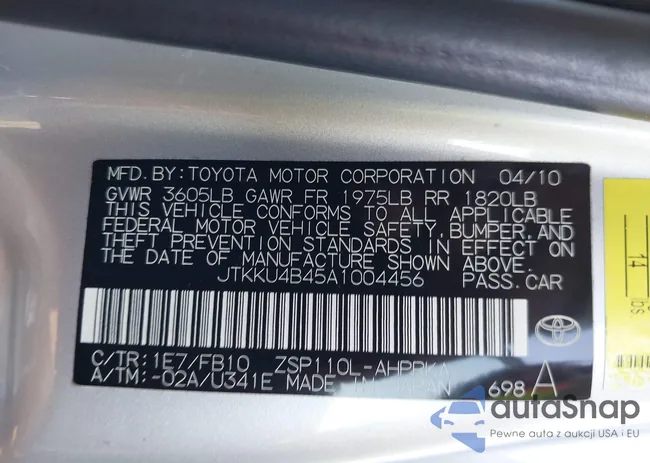 MFD.BY:TOYOTA MOTOR CORPORATION 04/10
GVWR 3605LB GAWR FR 1975LB RR 1820LB
THIS VEHICLE CONFORMS TO ALL APPLICABLE
FEDERAL MOTOR VEHICLE SAFETY, BUMPER, AND
THEFT PREVENTION STANDARDS IN EFFECT ON
THE DATE OF MANUFACTURE SHOWN ABOVE.
JTKKU4B45A1004456 PASS.CAR
C/TR:1E7/FB10 ZSP110L-AHPRKA
A/TM:-02A/U341E MADE IN JAPAN 698 A
14
autoSnap
Pewne auta z aukcji USA i EU